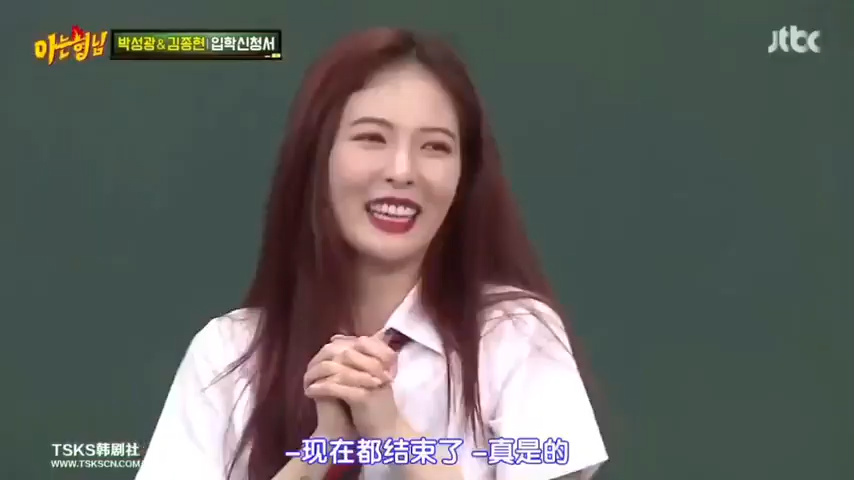 아는형님
박성광&김종현 입학신청서
jtbc
TSKS韩剧社
WWW.TSKSCN.COM
–现在都结束了 –真是的